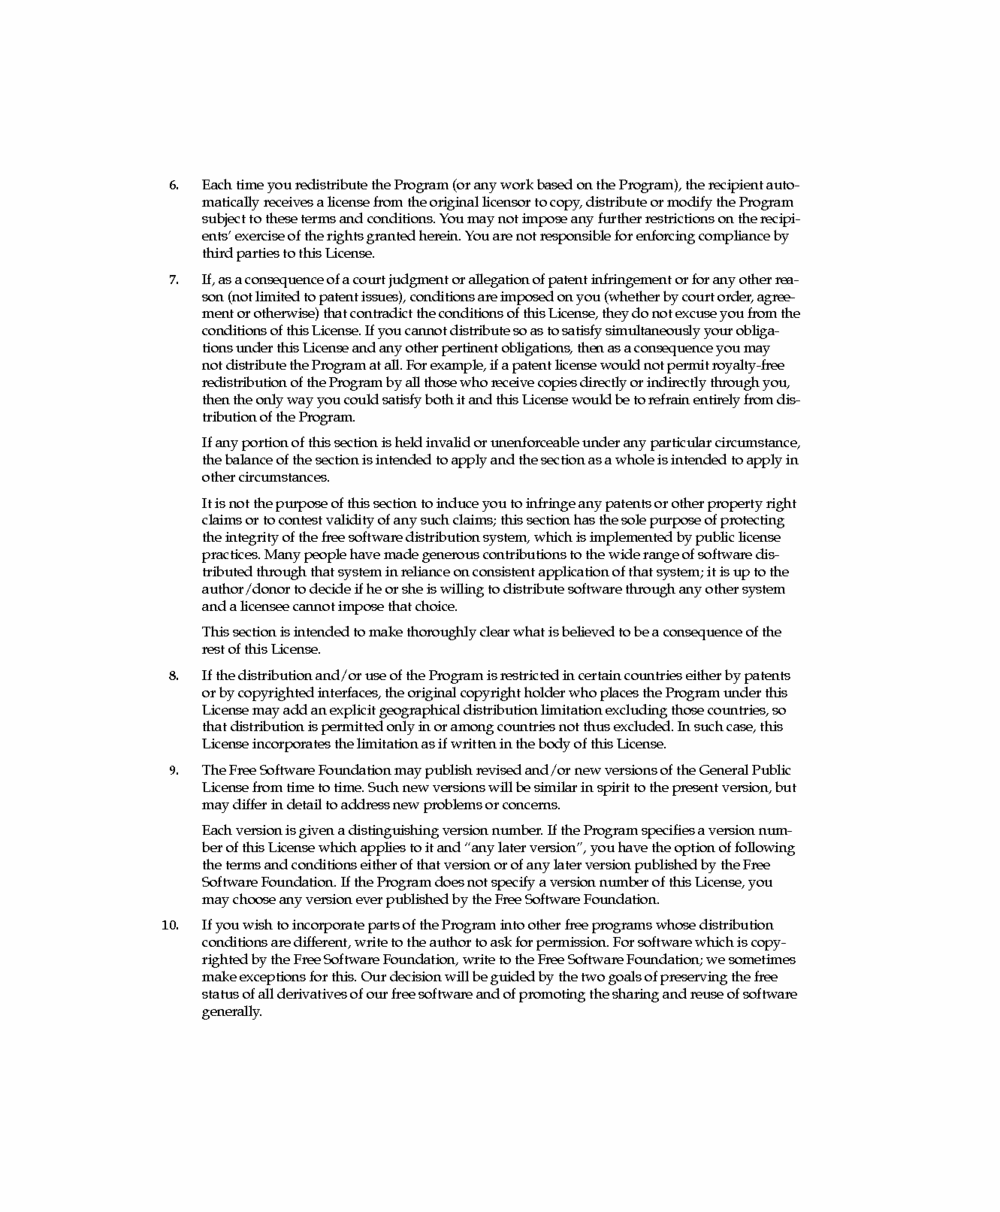 6. Each time you redistribute the Program (or any work based on the Program), the recipient auto-
matically receives a license from the original licensor to copy, distribute or modify the Program
subject to these terms and conditions. You may not impose any further restrictions on the recipi-
ents’ exercise of the rights granted herein. You are not responsible for enforcing compliance by
third parties to this License.
7. If, as a consequence of a court judgment or allegation of patent infringement or for any other rea-
son (not limited to patent issues), conditions are imposed on you (whether by court order, agree-
ment or otherwise) that contradict the conditions of this License, they do not excuse you from the
conditions of this License. If you cannot distribute so as to satisfy simultaneously your obliga-
tions under this License and any other pertinent obligations, then as a consequence you may
not distribute the Program at all. For example, if a patent license would not permit royalty-free
redistribution of the Program by all those who receive copies directly or indirectly through you,
then the only way you could satisfy both it and this License would be to refrain entirely from dis-
tribution of the Program.
If any portion of this section is held invalid or unenforceable under any particular circumstance,
the balance of the section is intended to apply and the section as a whole is intended to apply in
other circumstances.
It is not the purpose of this section to induce you to infringe any patents or other property right
claims or to contest validity of any such claims; this section has the sole purpose of protecting
the integrity of the free software distribution system, which is implemented by public license
practices. Many people have made generous contributions to the wide range of software dis-
tributed through that system in reliance on consistent application of that system; it is up to the
author/donor to decide if he or she is willing to distribute software through any other system
and a licensee cannot impose that choice.
This section is intended to make thoroughly clear what is believed to be a consequence of the
rest of this License.
8. If the distribution and/or use of the Program is restricted in certain countries either by patents
or by copyrighted interfaces, the original copyright holder who places the Program under this
License may add an explicit geographical distribution limitation excluding those countries, so
that distribution is permitted only in or among countries not thus excluded. In such case, this
License incorporates the limitation as if written in the body of this License.
9. The Free Software Foundation may publish revised and/or new versions of the General Public
License from time to time. Such new versions will be similar in spirit to the present version, but
may differ in detail to address new problems or concerns.
Each version is given a distinguishing version number. If the Program specifies a version num-
ber of this License which applies to it and “any later version”, you have the option of following
the terms and conditions either of that version or of any later version published by the Free
Software Foundation. If the Program does not specify a version number of this License, you
may choose any version ever published by the Free Software Foundation.
10. If you wish to incorporate parts of the Program into other free programs whose distribution
conditions are different, write to the author to ask for permission. For software which is copy-
righted by the Free Software Foundation, write to the Free Software Foundation; we sometimes
make exceptions for this. Our decision will be guided by the two goals of preserving the free
status of all derivatives of our free software and of promoting the sharing and reuse of software
generally.